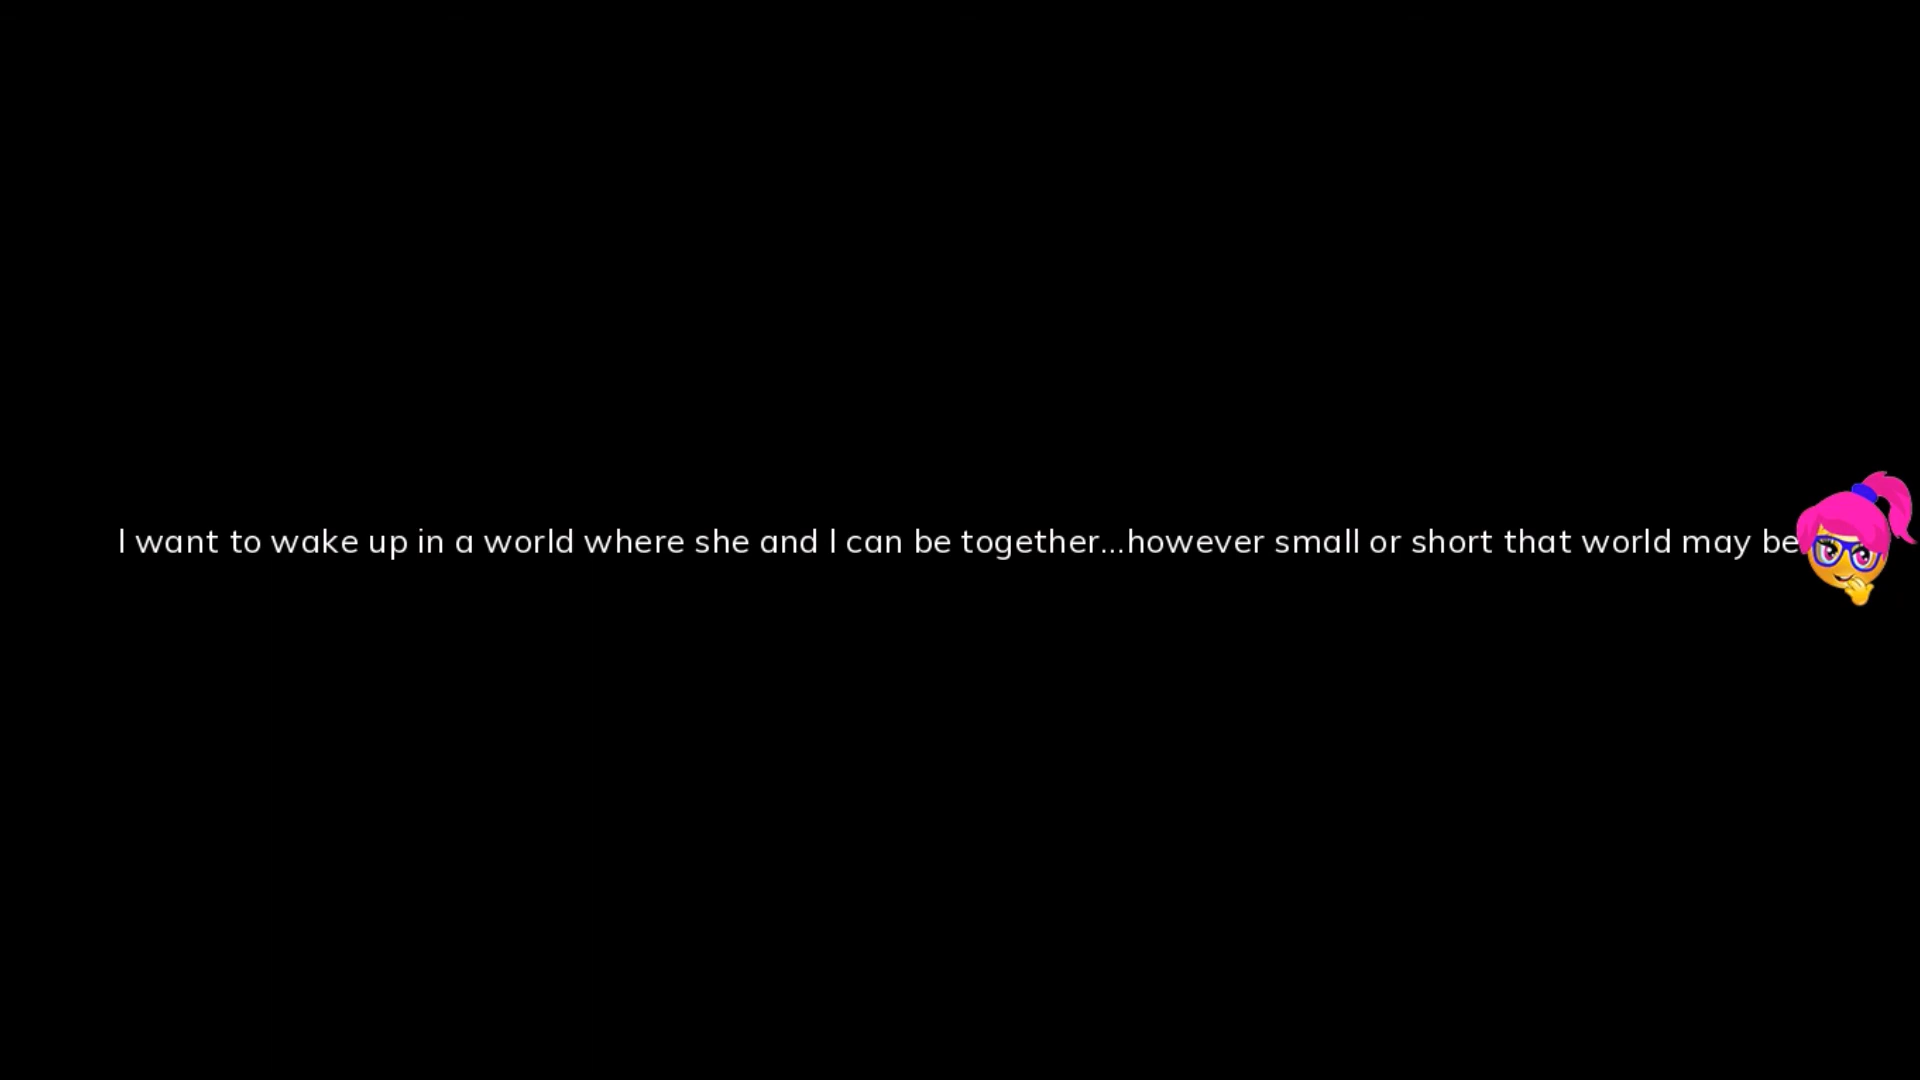 I want to wake up in a world where she and I can be together...however small or short that world may be